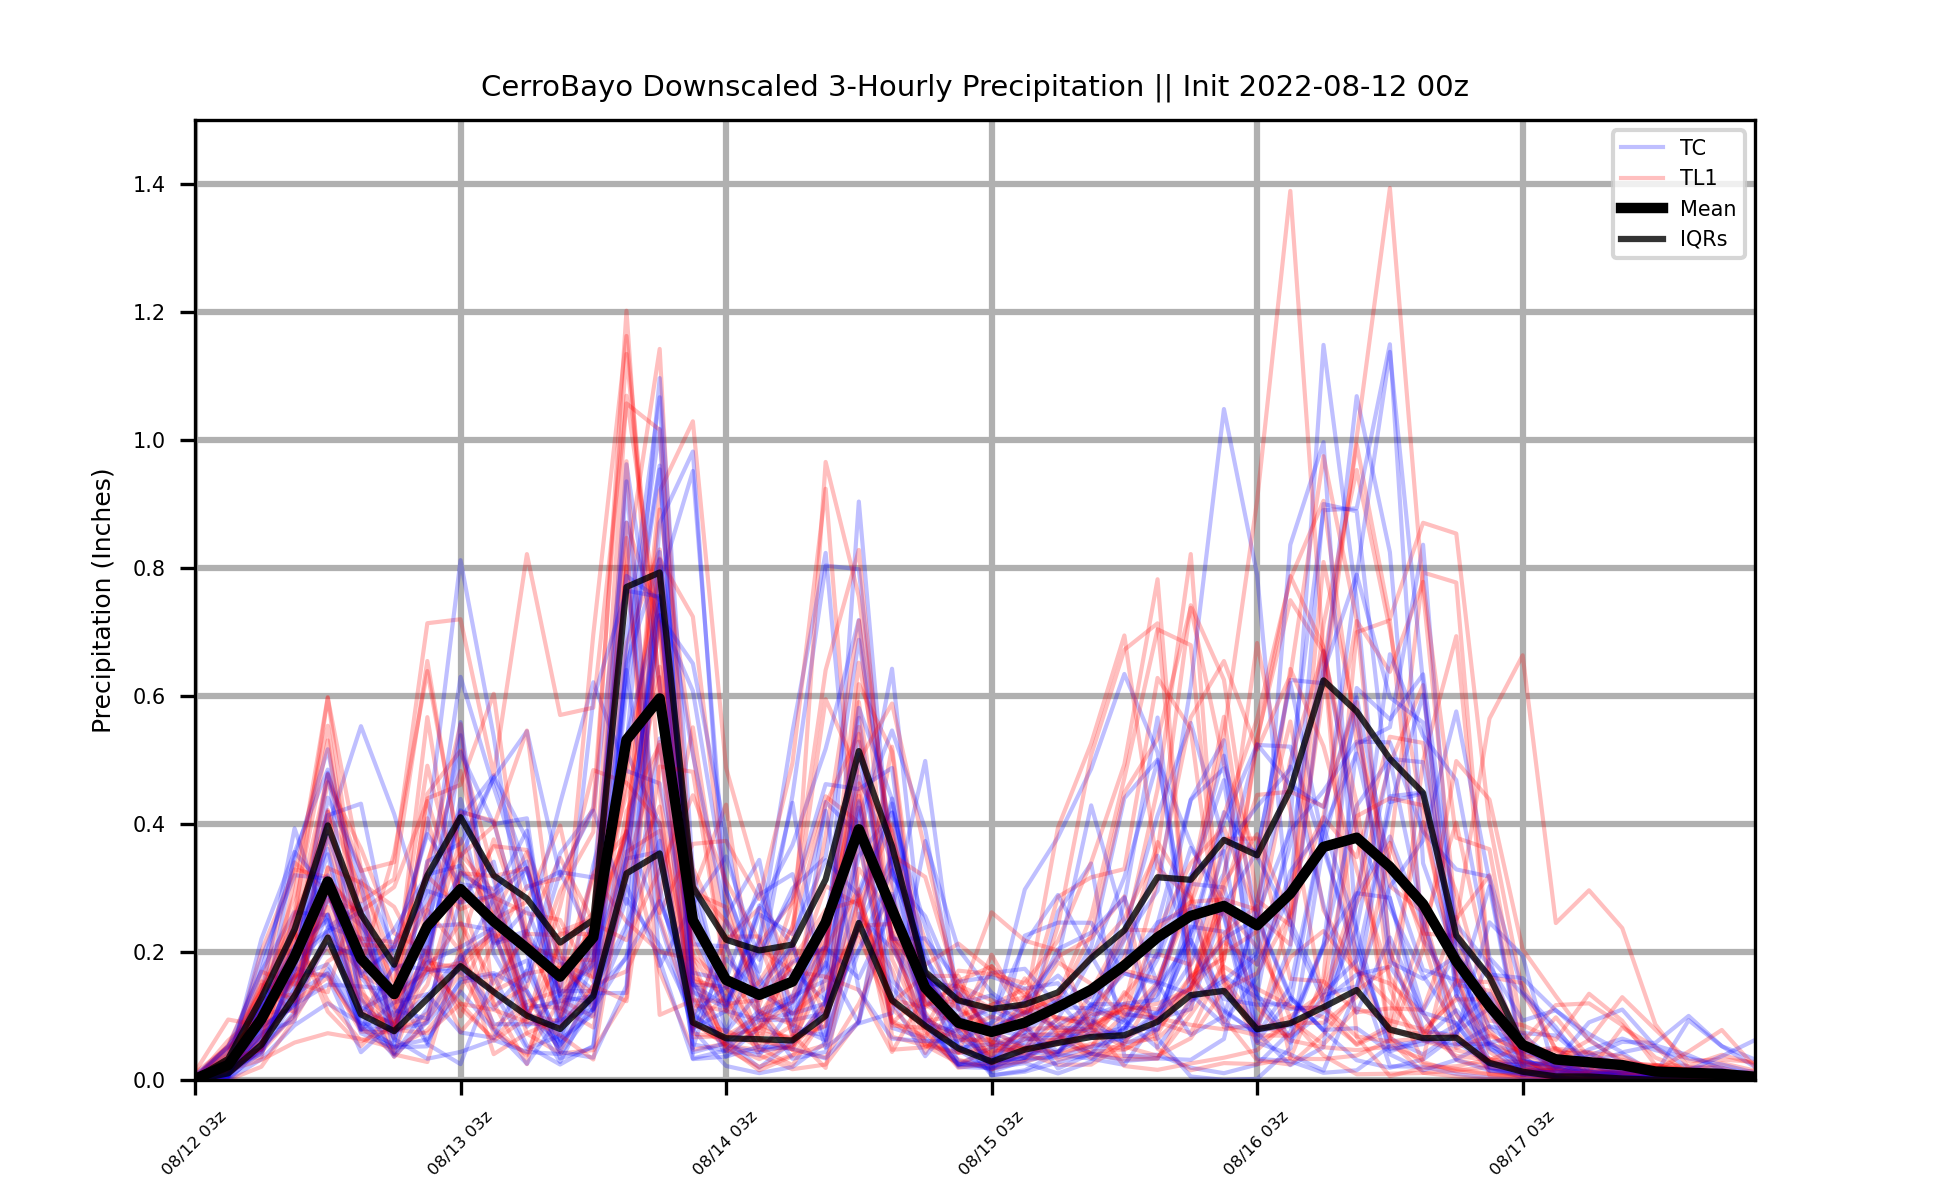 CerroBayo Downscaled 3-Hourly Precipitation || Init 2022-08-12 00z
TC
TL1
Mean
IQRs
Precipitation (Inches)
1.4
1.2
1.0
0.8
0.6
0.4
0.2
0.0
08/12 03z
08/13 03z
08/14 03z
08/15 03z
08/16 03z
08/17 03z